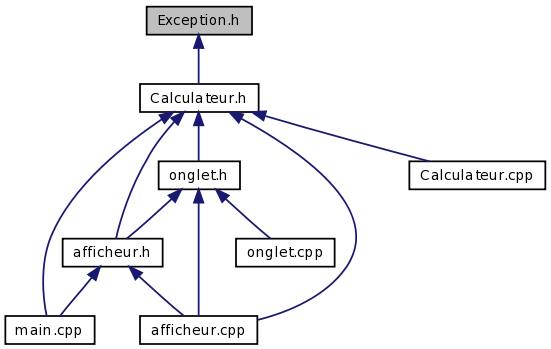 Exception.h
Calculateur.h
onglet.h
Calculateur.cpp
afficheur.h
onglet.cpp
main.cpp
afficheur.cpp